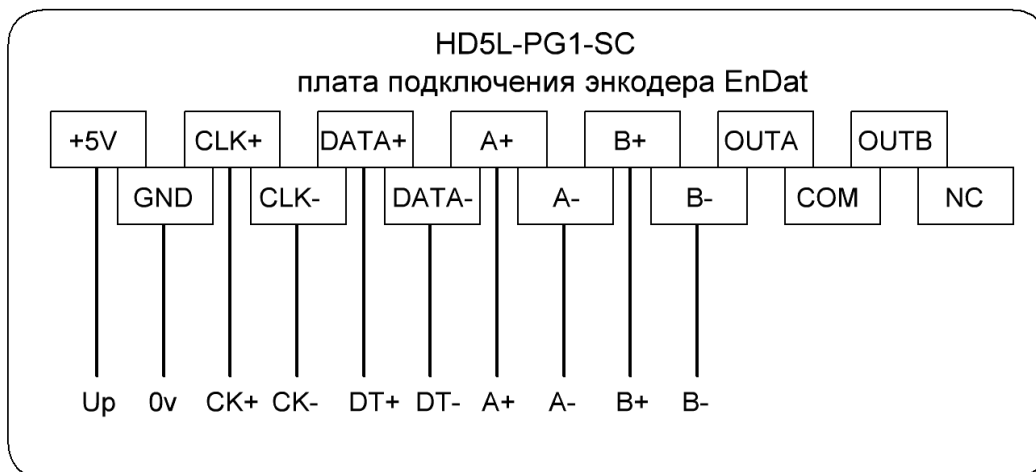 HD5L-PG1-SC
плата подключения энкодера EnDat
+5V CLK+ DATA+ A+ B+ OUTA OUTB
GND CLK- DATA- A- B- COM NC
Up 0v CK+ CK- DT+ DT- A+ A- B+ B-